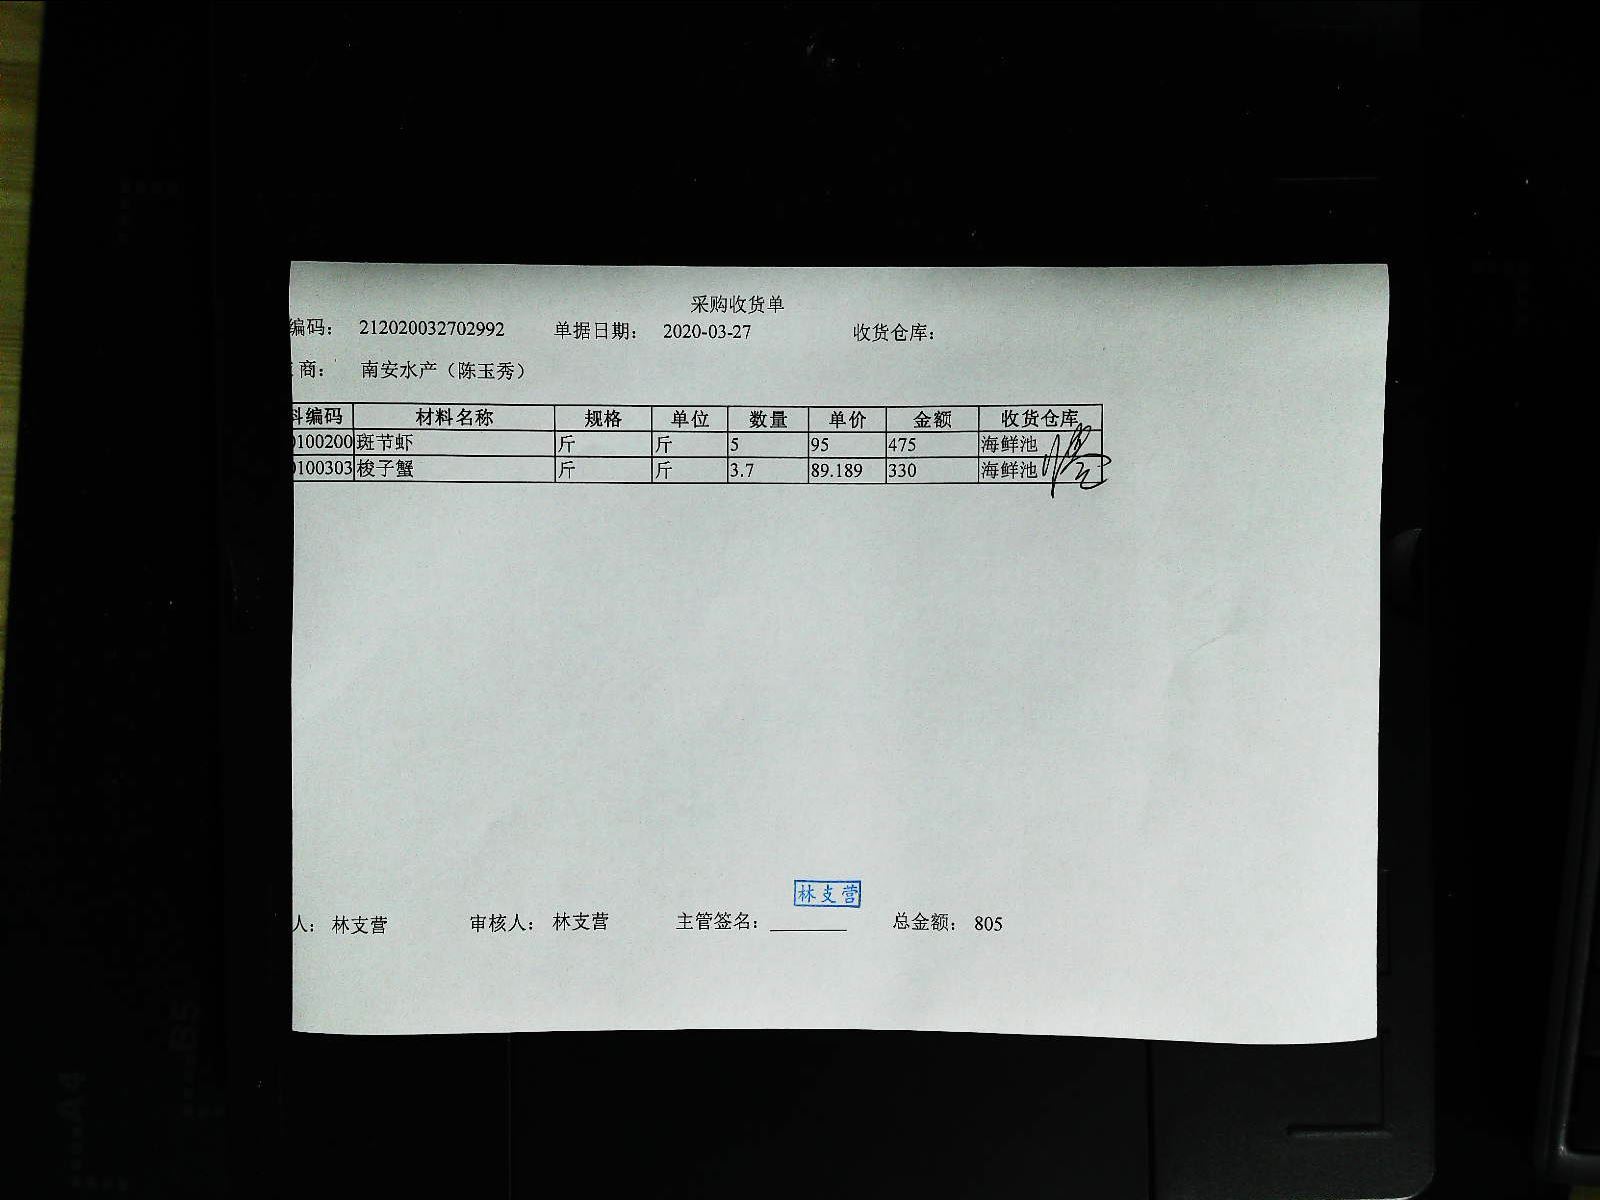 采购收货单
编码： 212020032702992 单据日期： 2020-03-27 收货仓库：
商： 南安水产（陈玉秀）
料编码 材料名称 规格 单位 数量 单价 金额 收货仓库
0100200 斑节虾 斤 斤 5 95 475 海鲜池
0100303 梭子蟹 斤 斤 3.7 89.189 330 海鲜池
林支营
人： 林支营 审核人： 林支营 主管签名： 总金额： 805
B5
A4